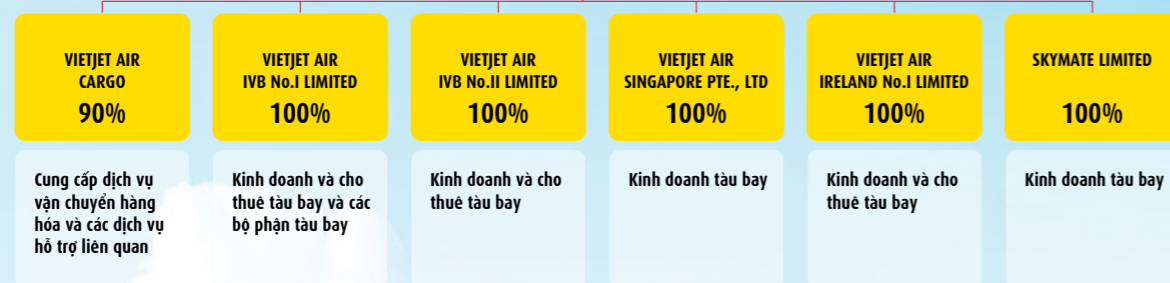 VIETJET AIR
CARGO
90%
VIETJET AIR
IVB No.I LIMITED
100%
VIETJET AIR
IVB No.II LIMITED
100%
VIETJET AIR
SINGAPORE PTE., LTD
100%
VIETJET AIR
IRELAND No.I LIMITED
100%
SKYMATE LIMITED
100%
Cung cấp dịch vụ
vận chuyển hàng
hóa và các dịch vụ
hỗ trợ liên quan
Kinh doanh và cho
thuê tàu bay và các
bộ phận tàu bay
Kinh doanh và cho
thuê tàu bay
Kinh doanh tàu bay
Kinh doanh và cho
thuê tàu bay
Kinh doanh tàu bay